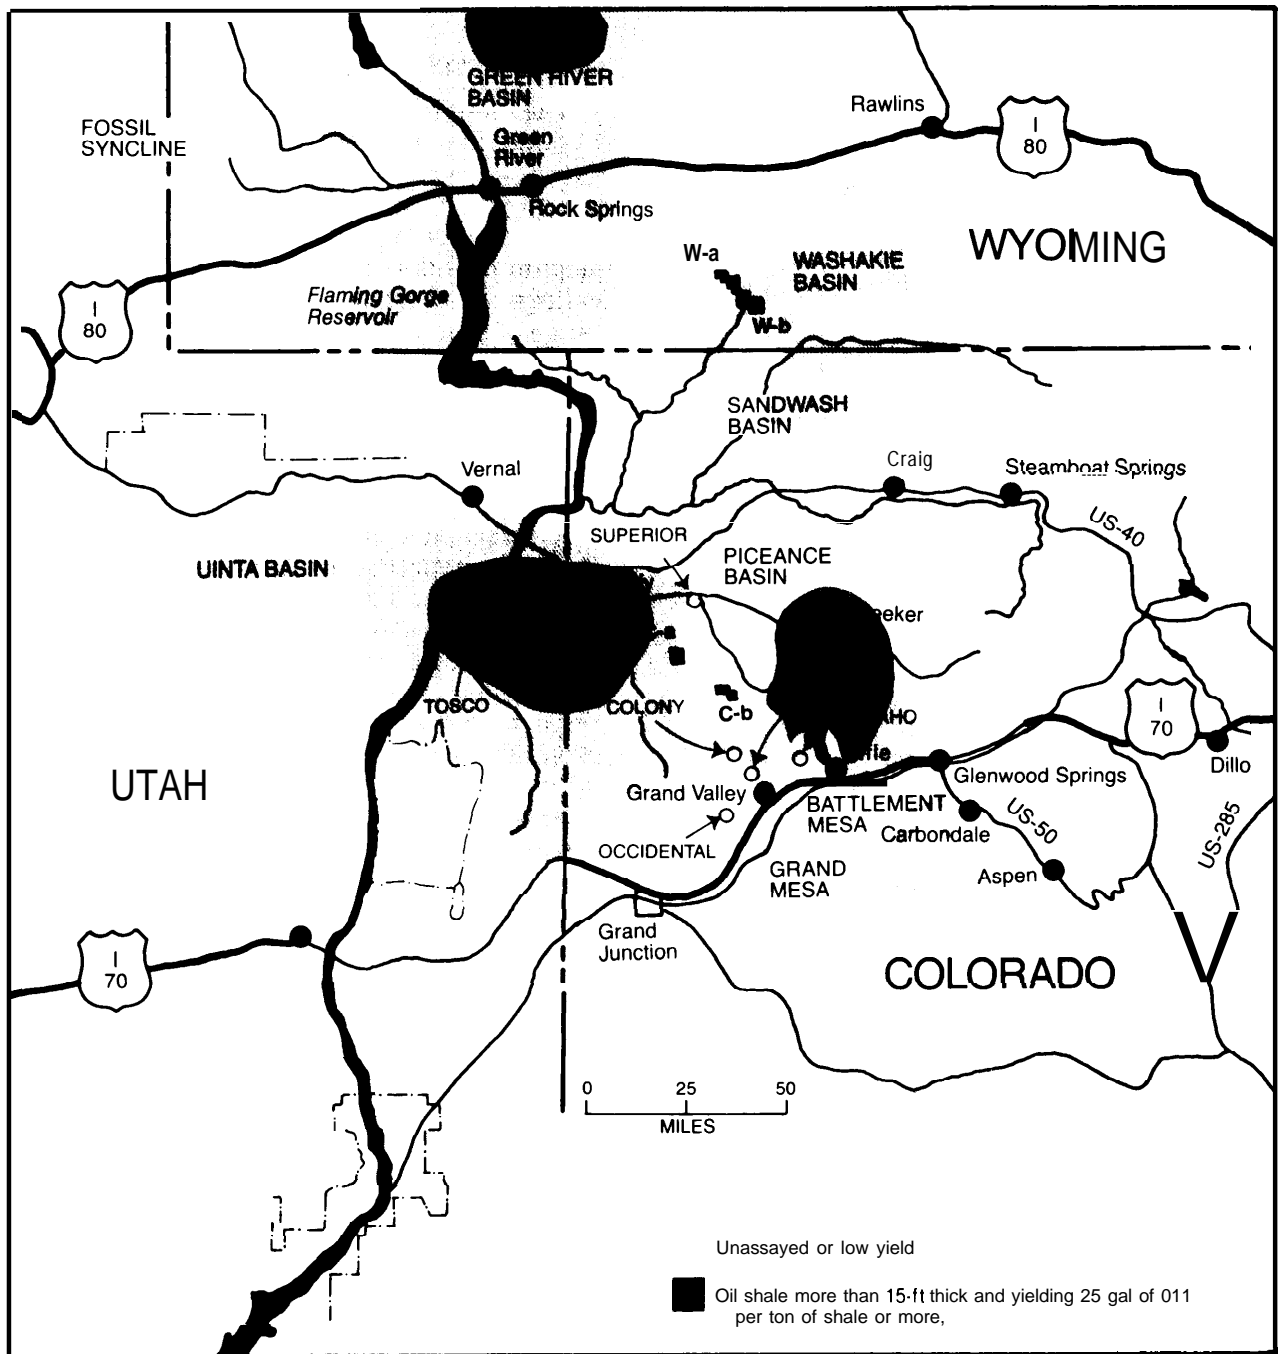 GREEN RIVER
BASIN
Rawlins
I
80
FOSSIL
SYNCLINE
Green
River
Rock Springs
WYOMING
W-a
WASHAKIE
BASIN
Flaming Gorge
Reservoir
I
80
W-b
SANDWASH
BASIN
Vernal
Craig
Steamboat Springs
US-40
SUPERIOR
PICEANCE
BASIN
UINTA BASIN
eeker
TOSCO
COLONY
C-b
AHO
I
70
ifle
UTAH
Grand Valley
Glenwood Springs
Dillo
BATTLEMENT
MESA
Carbondale
US-50
US-285
OCCIDENTAL
GRAND
MESA
Aspen
Grand
Junction
I
70
COLORADO
0 25 50
MILES
Unassayed or low yield
Oil shale more than 15-ft thick and yielding 25 gal of 011
per ton of shale or more,